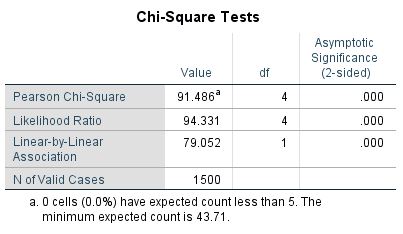 Chi-Square Tests
Value df Asymptotic Significance (2-sided)
Pearson Chi-Square 91.486a 4 .000
Likelihood Ratio 94.331 4 .000
Linear-by-Linear Association 79.052 1 .000
N of Valid Cases 1500
a. 0 cells (0.0%) have expected count less than 5. The
minimum expected count is 43.71.